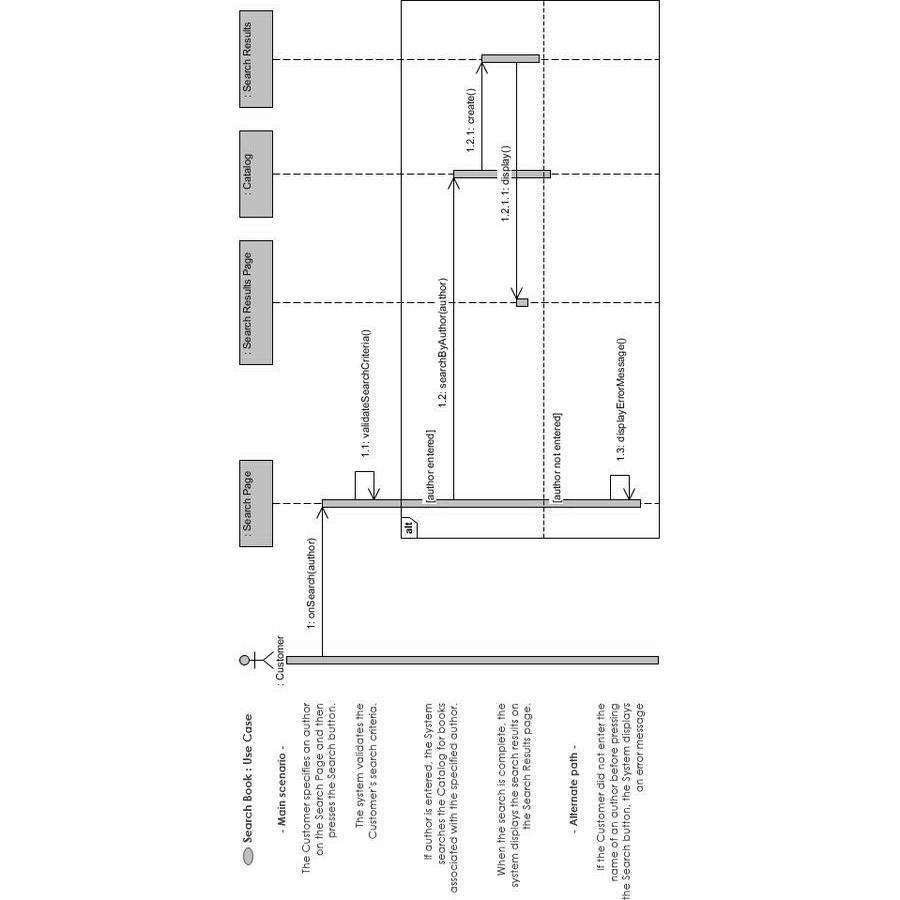 Search Book : Use Case
- Main scenario -
The Customer specifies an author
on the Search Page and then
presses the Search button.
The system validates the
Customer's search criteria.
If author is entered, the System
searches the Catalog for books
associated with the specified author.
When the search is complete, the
system displays the search results on
the Search Results page.
- Alternate path -
If the Customer did not enter the
name of an author before pressing
the Search button, the System displays
an error message
: Customer
: Search Page
: Search Results Page
: Catalog
: Search Results
1: onSearch(author)
1.1: validateSearchCriteria()
alt
[author entered]
1.2: searchByAuthor(author)
1.2.1: create()
1.2.1.1: display()
[author not entered]
1.3: displayErrorMessage()